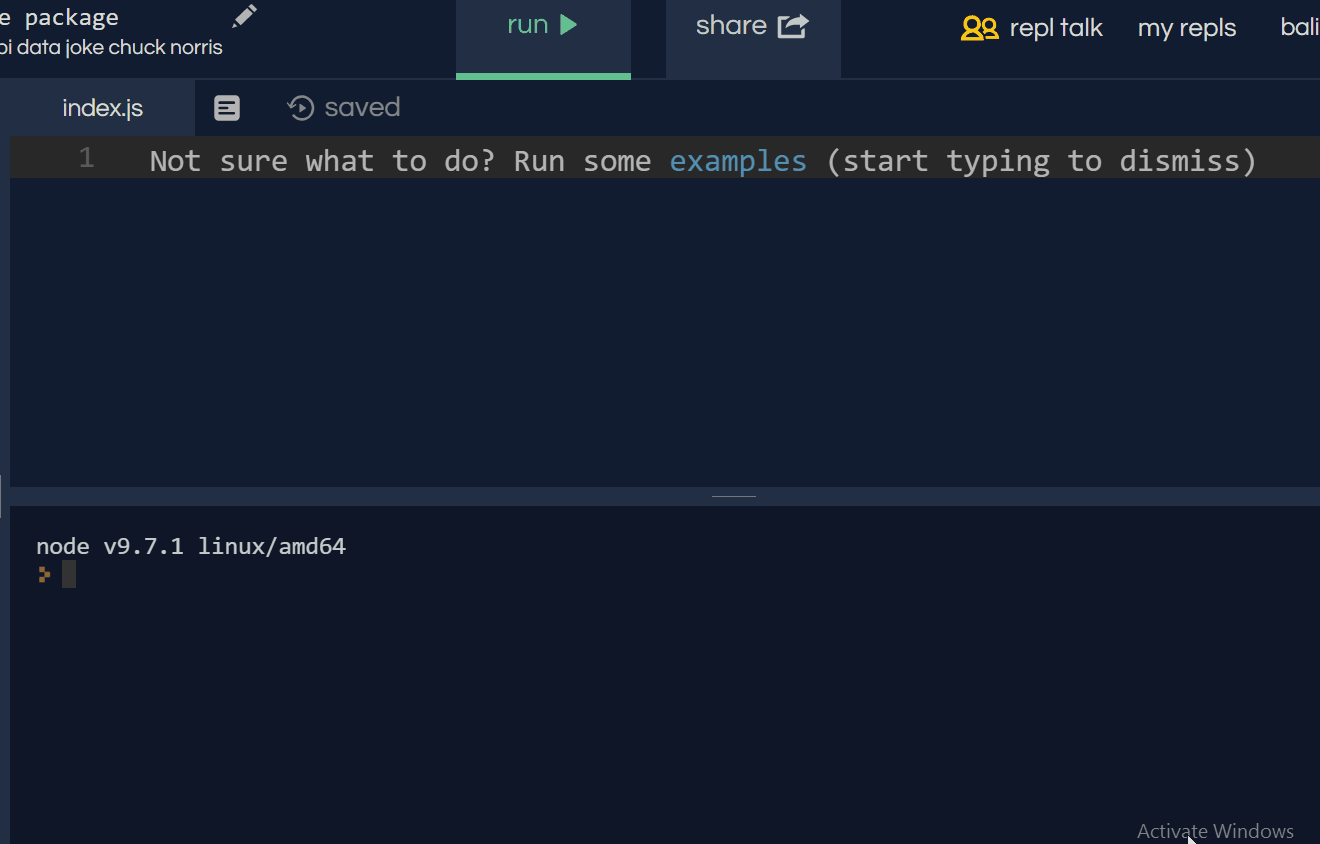 e package
run
share
repl talk
my repls
bali
oi data joke chuck norris
index.js
saved
1
Not sure what to do? Run some examples (start typing to dismiss)
node v9.7.1 linux/amd64
>
Activate Windows